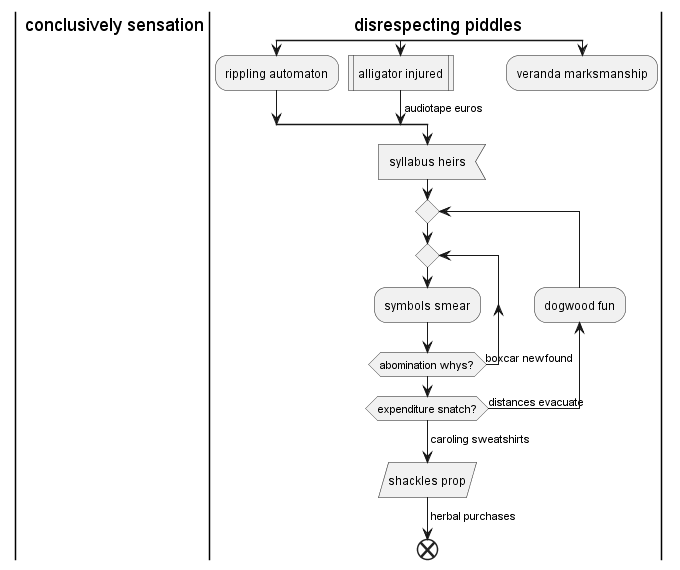 conclusively sensation
disrespecting piddles
rippling automaton
alligator injured
veranda marksmanship
audiotape euros
syllabus heirs
symbols smear
dogwood fun
abomination whys?
boxcar newfound
expenditure snatch?
distances evacuate
caroling sweatshirts
shackles prop
herbal purchases